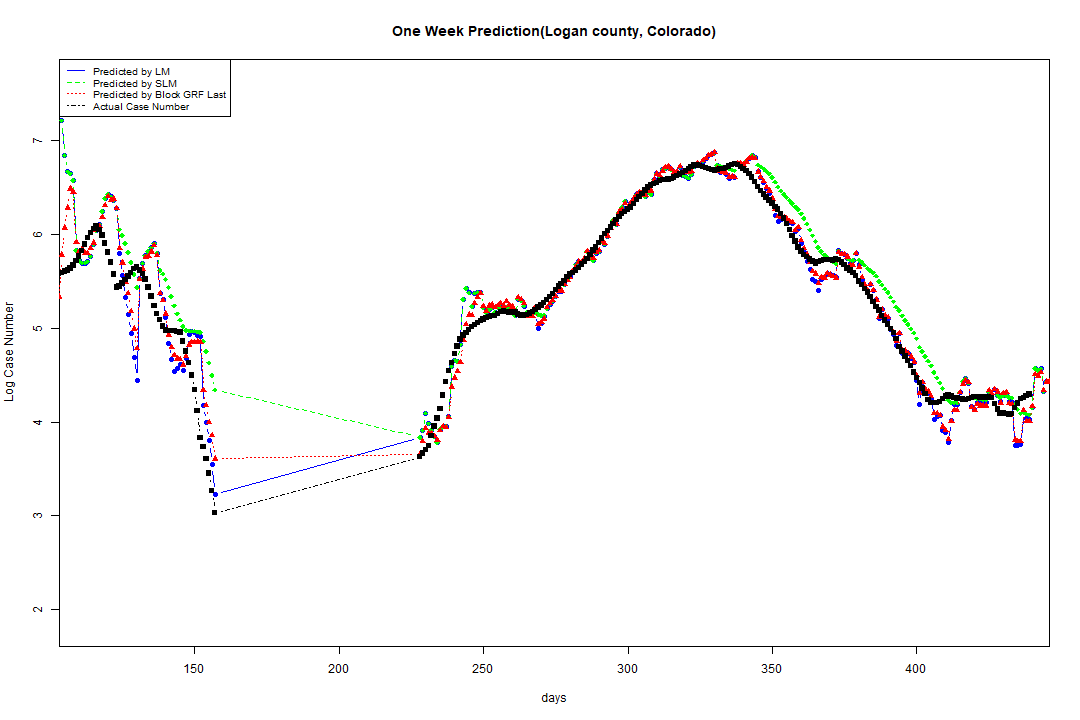 One Week Prediction(Logan county, Colorado)
Predicted by LM
Predicted by SLM
Predicted by Block GRF Last
Actual Case Number
7
6
5
4
3
2
Log Case Number
150 200 250 300 350 400
days